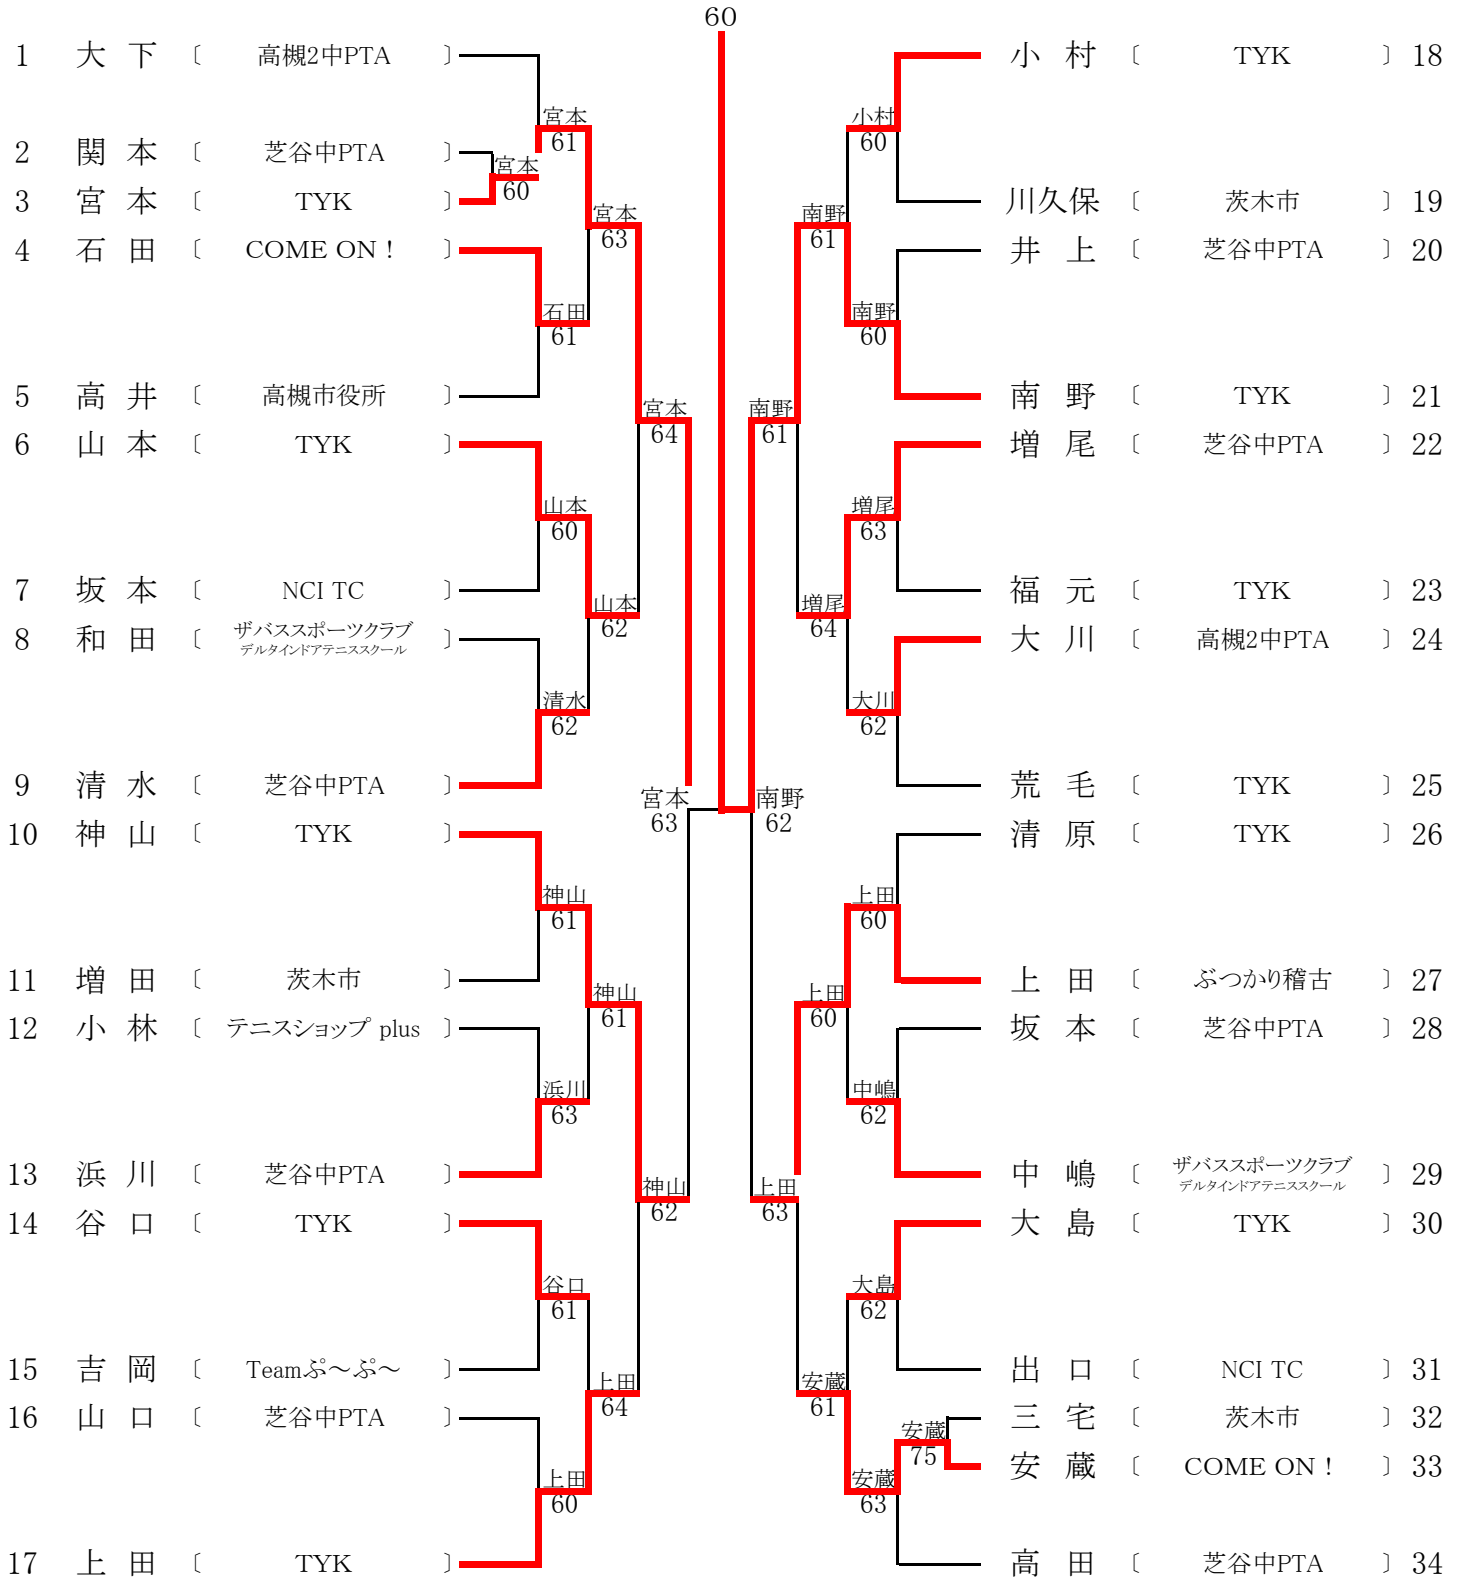 60
1 大 下 〔 高槻2中PTA 〕
2 関 本 〔 芝谷中PTA 〕
3 宮 本 〔 TYK 〕
4 石 田 〔 COME ON ! 〕
5 高 井 〔 高槻市役所 〕
6 山 本 〔 TYK 〕
7 坂 本 〔 NCI TC 〕
8 和 田 〔 ザバススポーツクラブ デルタインドアテニススクール 〕
9 清 水 〔 芝谷中PTA 〕
10 神 山 〔 TYK 〕
11 増 田 〔 茨木市 〕
12 小 林 〔 テニスショップ plus 〕
13 浜 川 〔 芝谷中PTA 〕
14 谷 口 〔 TYK 〕
15 吉 岡 〔 Teamぷ～ぷ～ 〕
16 山 口 〔 芝谷中PTA 〕
17 上 田 〔 TYK 〕
宮本
60
宮本
61
石田
61
山本
60
清水
62
神山
61
浜川
63
谷口
61
上田
60
宮本
63
山本
62
神山
61
上田
64
宮本
64
神山
62
宮本
63
南野
62
南野
61
上田
63
南野
61
増尾
64
上田
60
安蔵
61
小村
60
南野
60
増尾
63
大川
62
上田
60
中嶋
62
大島
62
安蔵
63
安蔵
75
小 村 〔 TYK 〕 18
川久保 〔 茨木市 〕 19
井 上 〔 芝谷中PTA 〕 20
南 野 〔 TYK 〕 21
増 尾 〔 芝谷中PTA 〕 22
福 元 〔 TYK 〕 23
大 川 〔 高槻2中PTA 〕 24
荒 毛 〔 TYK 〕 25
清 原 〔 TYK 〕 26
上 田 〔 ぶつかり稽古 〕 27
坂 本 〔 芝谷中PTA 〕 28
中 嶋 〔 ザバススポーツクラブ デルタインドアテニススクール 〕 29
大 島 〔 TYK 〕 30
出 口 〔 NCI TC 〕 31
三 宅 〔 茨木市 〕 32
安 蔵 〔 COME ON ! 〕 33
高 田 〔 芝谷中PTA 〕 34